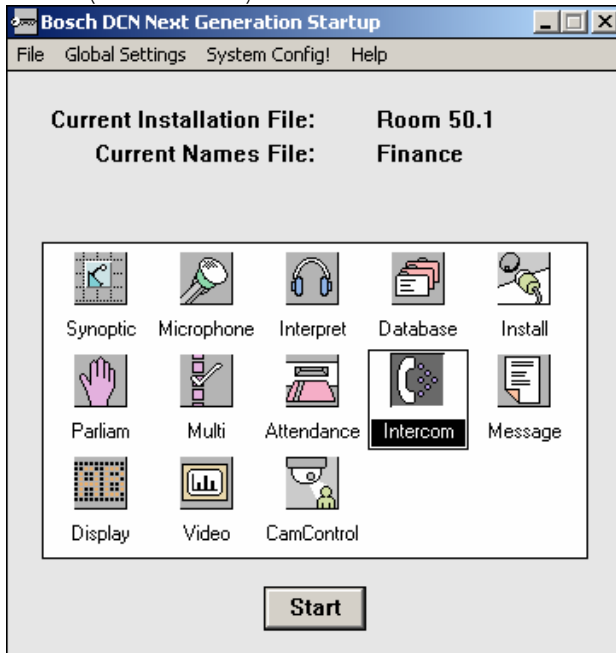 Bosch DCN Next Generation Startup
File Global Settings System Config! Help
Current Installation File: Room 50.1
Current Names File: Finance
Synoptic Microphone Interpret Database Install
Parliam Multi Attendance Intercom Message
Display Video CamControl
Start